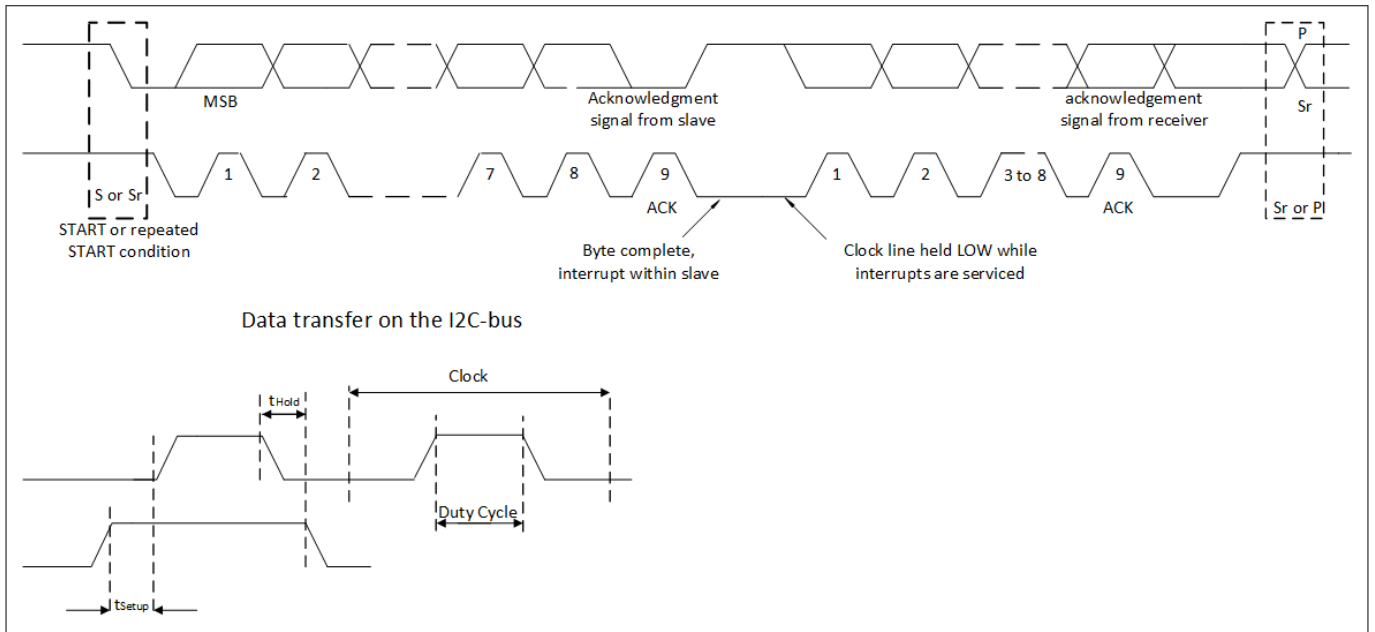 P
MSB
Acknowledgment
signal from slave
acknowledgement
signal from receiver
Sr
1
2
7
8
9
1
2
3 to 8
9
S or Sr
ACK
ACK
Sr or P
START or repeated
START condition
Byte complete,
interrupt within slave
Clock line held LOW while
interrupts are serviced
Data transfer on the I2C-bus
Clock
tHold
Duty Cycle
tSetup